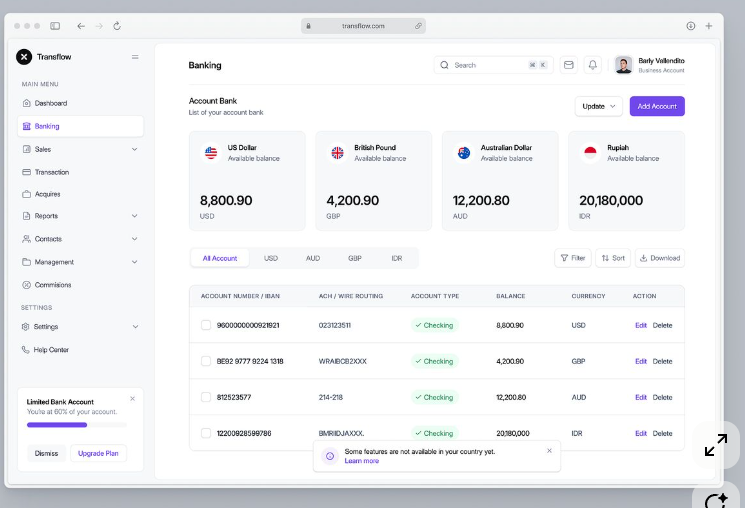 transflow.com
Transflow
MAIN MENU
Dashboard
Banking
Sales
Transaction
Acquires
Reports
Contacts
Management
Commisions
SETTINGS
Settings
Help Center
Limited Bank Account
You're at 60% of your account.
Dismiss Upgrade Plan
Banking
Search ⌘ K
Barly Vallendito
Business Account
Account Bank
List of your account bank
Update Add Account
US Dollar
Available balance
8,800.90
USD
British Pound
Available balance
4,200.90
GBP
Australian Dollar
Available balance
12,200.80
AUD
Rupiah
Available balance
20,180,000
IDR
All Account USD AUD GBP IDR
Filter Sort Download
ACCOUNT NUMBER / IBAN ACH / WIRE ROUTING ACCOUNT TYPE BALANCE CURRENCY ACTION
9600000000921921 023123511 Checking 8,800.90 USD Edit Delete
BE92 9777 9224 1318 WRAIBCB2XXX Checking 4,200.90 GBP Edit Delete
812523577 214-218 Checking 12,200.80 AUD Edit Delete
12200928599786 BMRIIDJAXXX. Checking 20,180,000 IDR Edit Delete
Some features are not available in your country yet.
Learn more